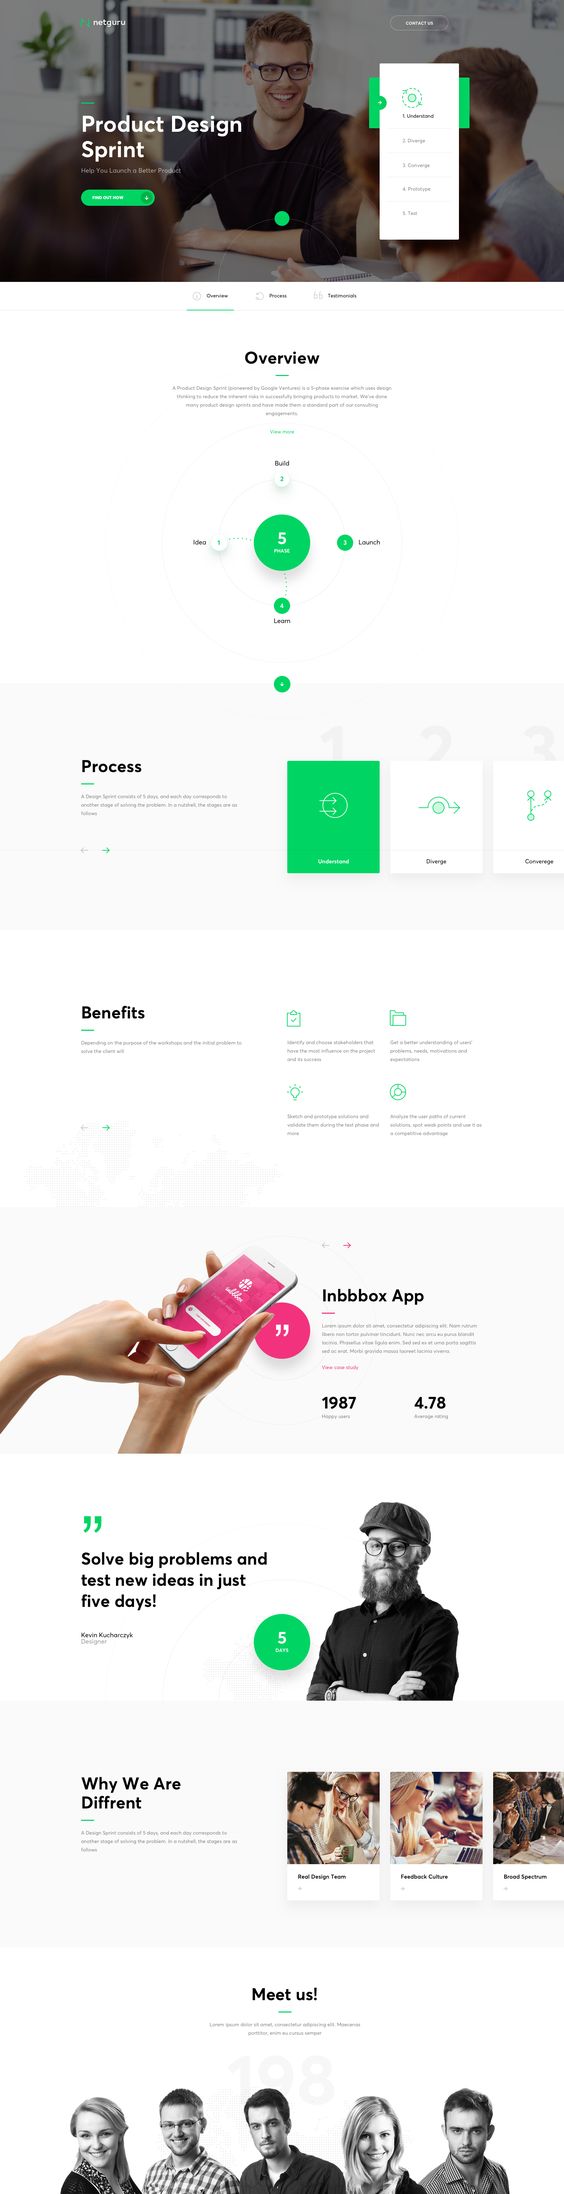 netguru
CONTACT US
Product Design
Sprint
Help You Launch a Better Product
FIND OUT HOW
1. Understand
2. Diverge
3. Converge
4. Prototype
5. Test
Overview
Process
Testimonials
Overview
A Product Design Sprint (pioneered by Google Ventures) is a 5-phase exercise which uses design
thinking to reduce the inherent risks in successfully bringing products to market. We've done
many product design sprints and have made them a standard part of our consulting
engagements.
View more
Build
2
Idea
1
5
PHASE
3
Launch
4
Learn
1
2
3
Process
A Design Sprint consists of 5 days, and each day corresponds to
another stage of solving the problem. In a nutshell, the stages are as
follows
Understand
Diverge
Converege
Benefits
Depending on the purpose of the workshops and the initial problem to
solve the client will
Identify and choose stakeholders that
have the most influence on the project
and its success
Get a better understanding of users'
problems, needs, motivations and
expectations
Sketch and prototype solutions and
validate them during the test phase and
more
Analyze the user paths of current
solutions, spot weak points and use it as
a competitive advantage
inbbbox
Inbbbox App
Lorem ipsum dolor sit amet, consectetur adipiscing elit. Nam rutrum
libero non tortor pulvinar tincidunt. Nunc nec arcu eu purus blandit
lacinia. Phasellus vitae ligula enim. Sed sed ex et urna porta sagittis
sed ac erat. Morbi gravida massa laoreet lacinia viverra.
View case study
1987
Happy users
4.78
Average rating
Solve big problems and
test new ideas in just
five days!
Kevin Kucharczyk
Designer
5
DAYS
Why We Are
Diffrent
A Design Sprint consists of 5 days, and each day corresponds to
another stage of solving the problem. In a nutshell, the stages are as
follows
Real Design Team
Feedback Culture
Broad Spectrum
Meet us!
Lorem ipsum dolor sit amet, consectetur adipiscing elit. Maecenas
porttitor, enim eu cursus semper
198